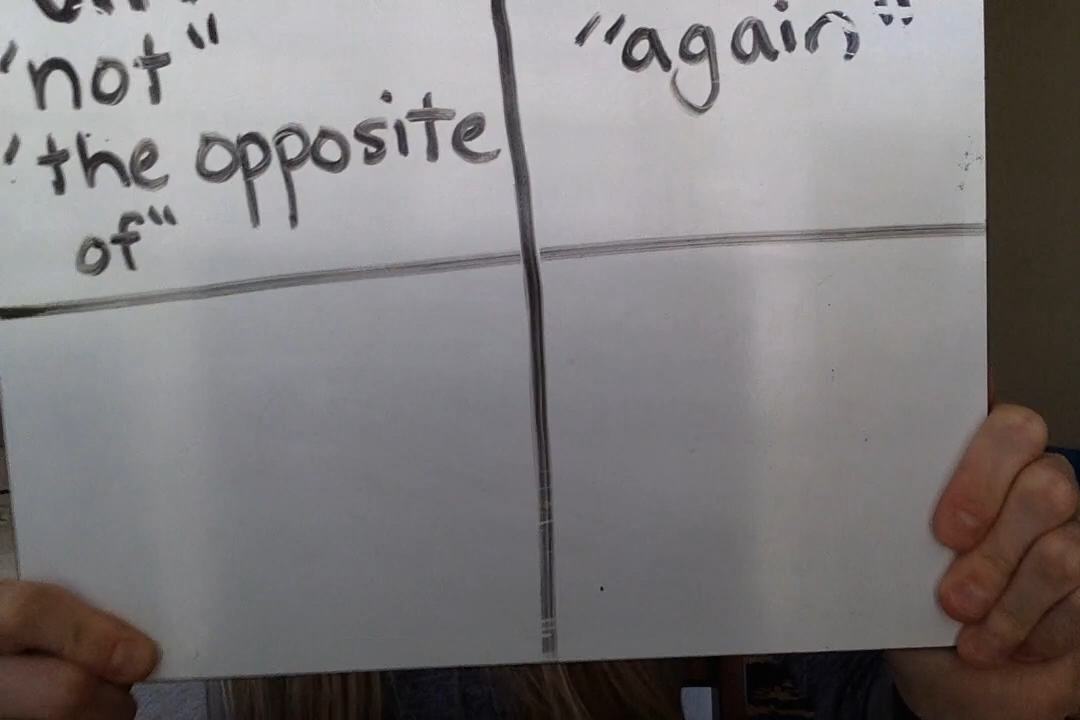 "not"
"the opposite
of"
"again"